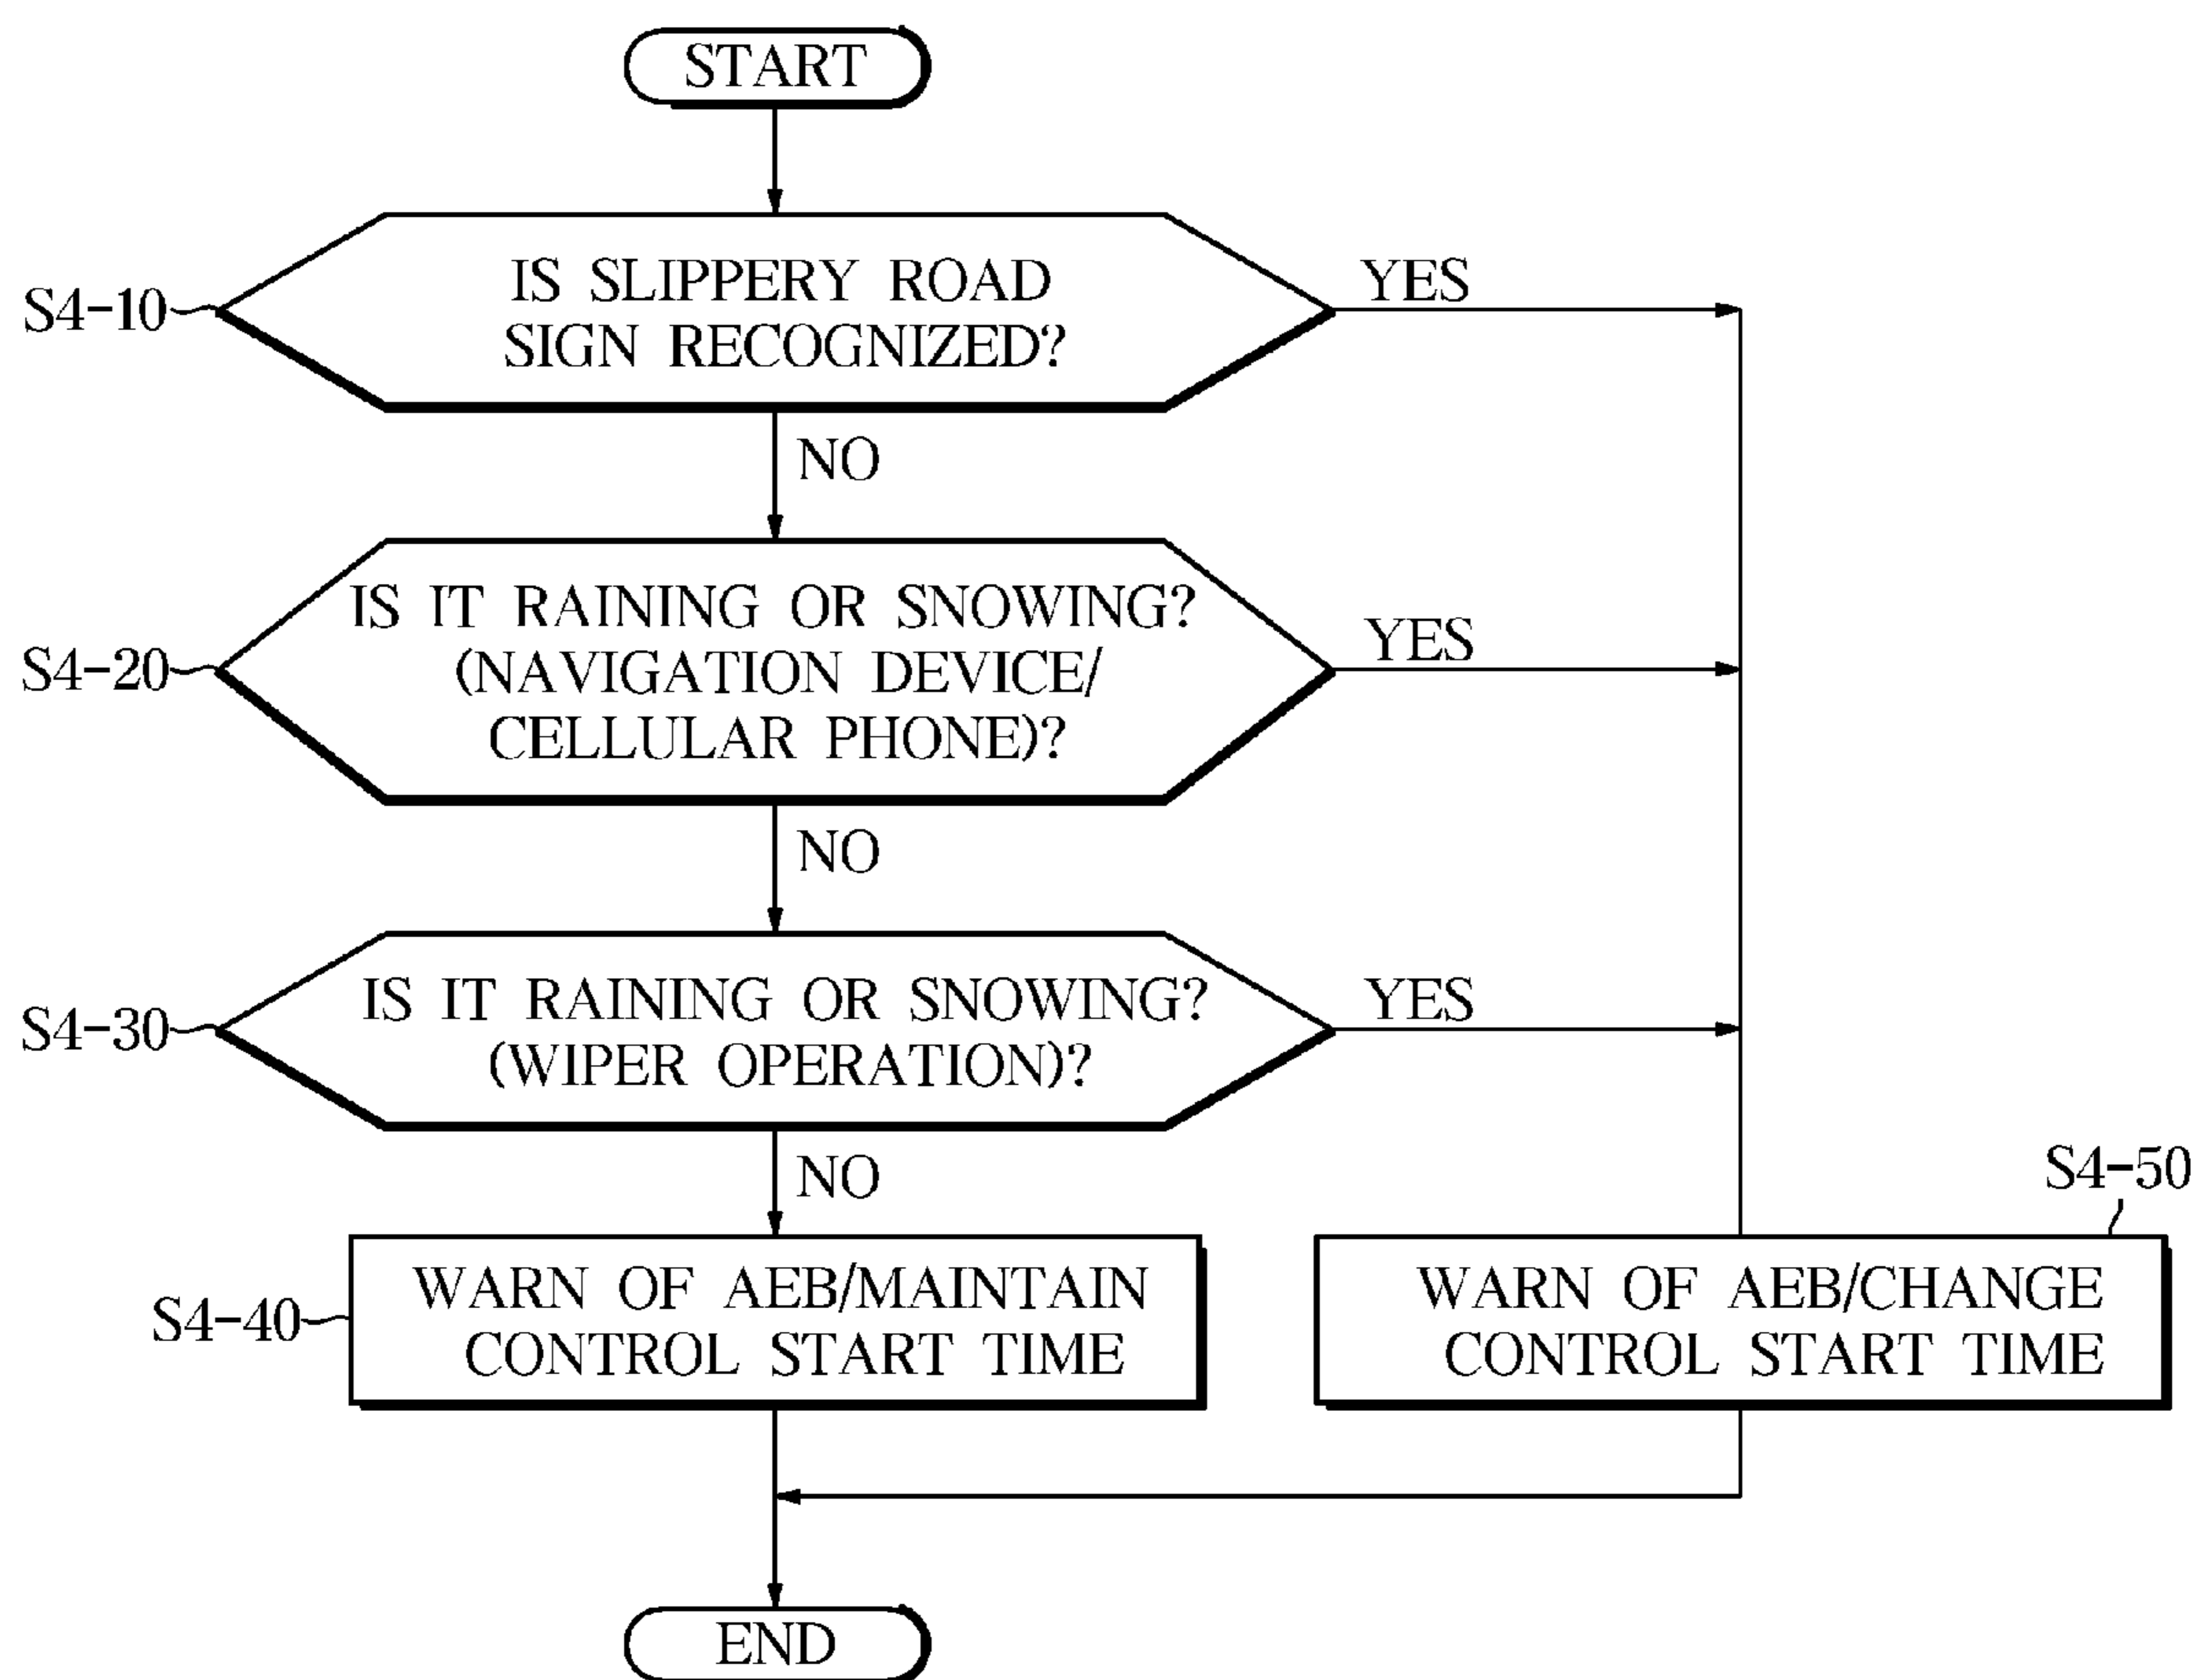 START
S4-10
IS SLIPPERY ROAD
SIGN RECOGNIZED?
YES
NO
S4-20
IS IT RAINING OR SNOWING?
(NAVIGATION DEVICE/
CELLULAR PHONE)?
YES
NO
S4-30
IS IT RAINING OR SNOWING?
(WIPER OPERATION)?
YES
NO
S4-40
WARN OF AEB/MAINTAIN
CONTROL START TIME
S4-50
WARN OF AEB/CHANGE
CONTROL START TIME
END